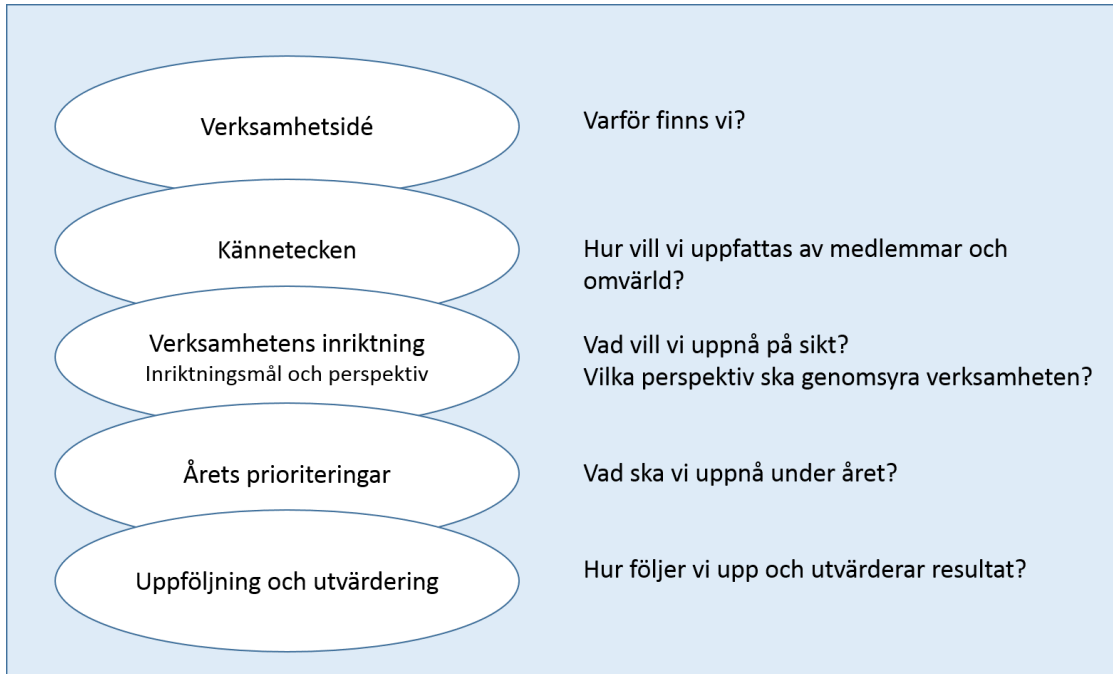 Verksamhetsidé
Varför finns vi?
Kännetecken
Hur vill vi uppfattas av medlemmar och
omvärld?
Verksamhetens inriktning
Inriktningsmål och perspektiv
Vad vill vi uppnå på sikt?
Vilka perspektiv ska genomsyra verksamheten?
Årets prioriteringar
Vad ska vi uppnå under året?
Uppföljning och utvärdering
Hur följer vi upp och utvärderar resultat?